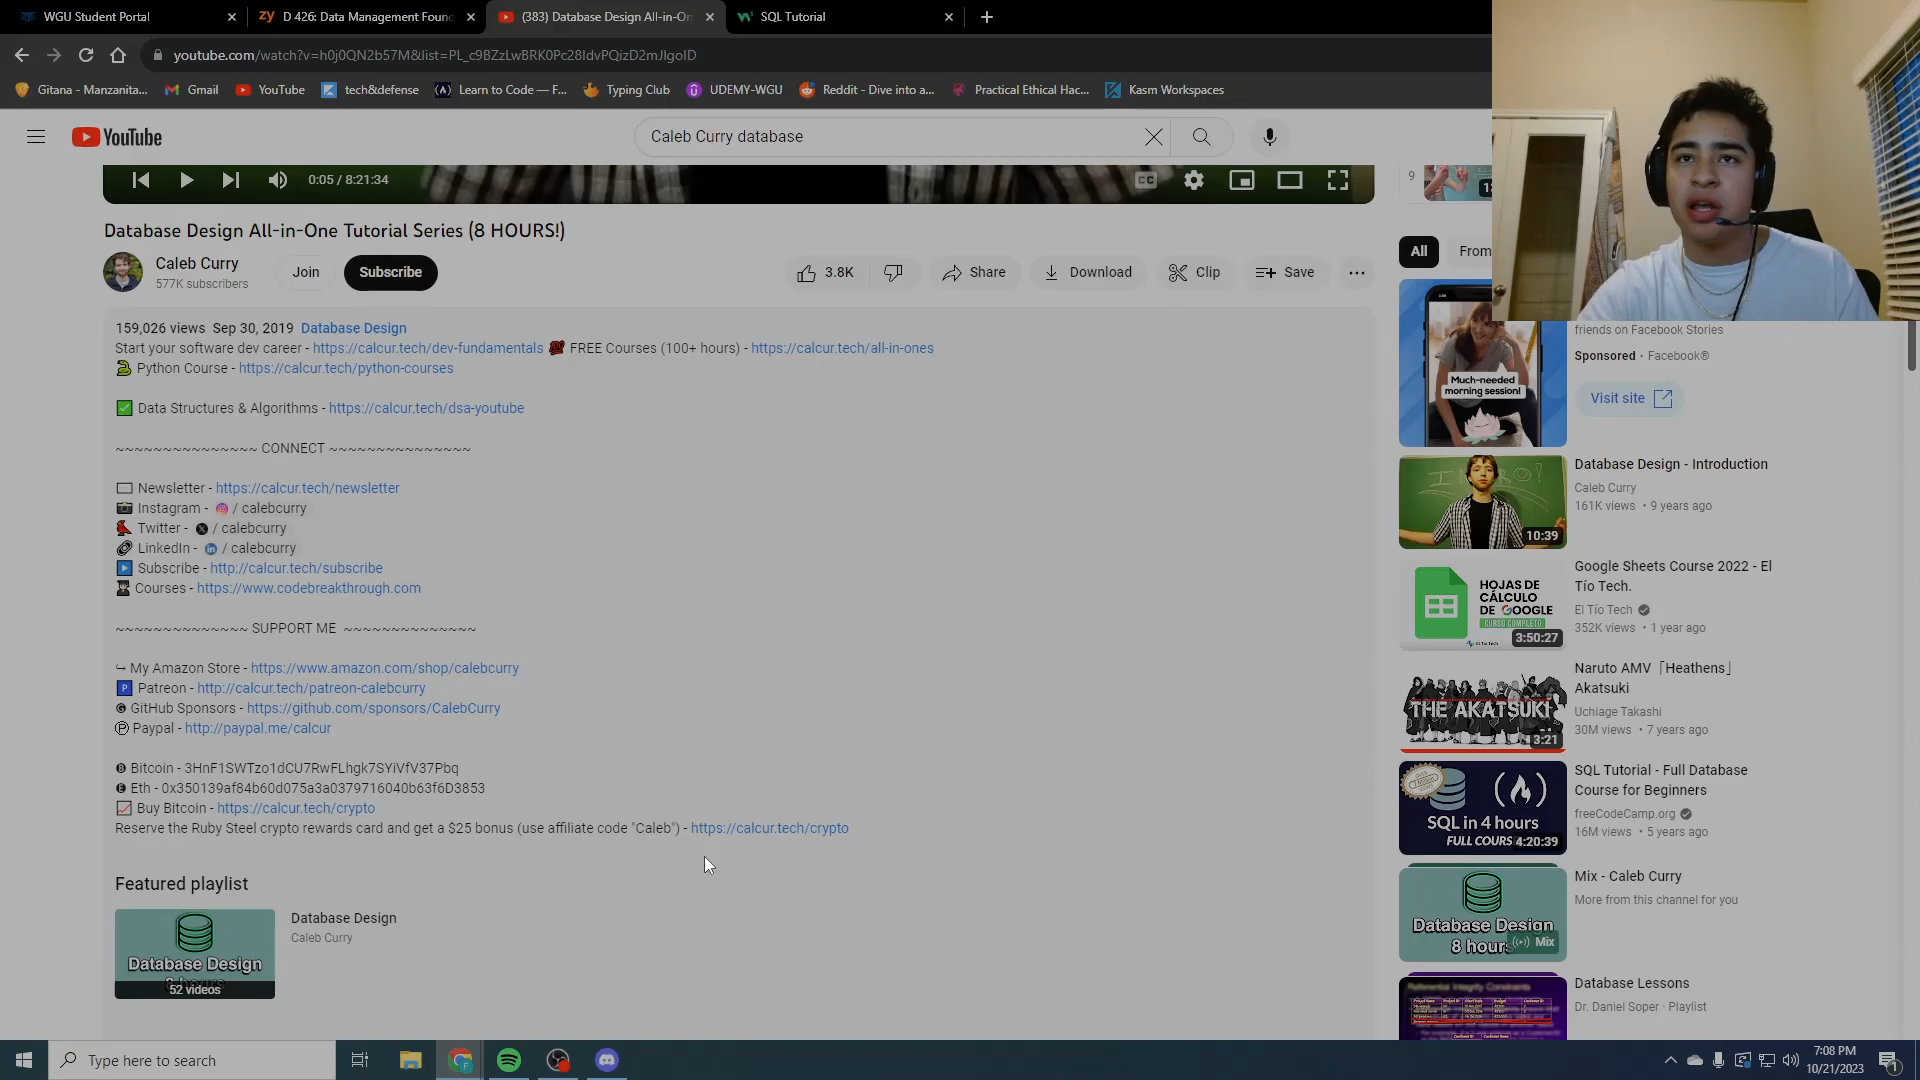 WGU Student Portal
zy D 426: Data Management Foun
(383) Database Design All-in-On
SQL Tutorial
youtube.com/watch?v=h0j0QN2b57M&list=PL_c9BZzLwBRK0Pc28IdvPQizD2mJlgoID
Gitana - Manzanita...
Gmail
YouTube
tech&defense
Learn to Code — F...
Typing Club
UDEMY-WGU
Reddit - Dive into a...
Practical Ethical Hac...
Kasm Workspaces
YouTube
Caleb Curry database
0:05 / 8:21:34
CC
9
Database Design All-in-One Tutorial Series (8 HOURS!)
Caleb Curry
577K subscribers
Join
Subscribe
3.8K
Share
Download
Clip
Save
All
From
159,026 views Sep 30, 2019 Database Design
Start your software dev career - https://calcur.tech/dev-fundamentals 💯 FREE Courses (100+ hours) - https://calcur.tech/all-in-ones
🐍 Python Course - https://calcur.tech/python-courses
✅ Data Structures & Algorithms - https://calcur.tech/dsa-youtube
~~~~~~~~~~~~~~~ CONNECT ~~~~~~~~~~~~~~~
Newsletter - https://calcur.tech/newsletter
Instagram - / calebcurry
Twitter - / calebcurry
LinkedIn - / calebcurry
Subscribe - http://calcur.tech/subscribe
Courses - https://www.codebreakthrough.com
~~~~~~~~~~~~~~ SUPPORT ME ~~~~~~~~~~~~~~
↪ My Amazon Store - https://www.amazon.com/shop/calebcurry
🅿 Patreon - http://calcur.tech/patreon-calebcurry
🅖 GitHub Sponsors - https://github.com/sponsors/CalebCurry
Ⓟ Paypal - http://paypal.me/calcur
🅑 Bitcoin - 3HnF1SWTzo1dCU7RwFLhgk7SYiVfV37Pbq
🅔 Eth - 0x350139af84b60d075a3a0379716040b63f6D3853
📈 Buy Bitcoin - https://calcur.tech/crypto
Reserve the Ruby Steel crypto rewards card and get a $25 bonus (use affiliate code "Caleb") - https://calcur.tech/crypto
Featured playlist
Database Design
52 videos
Database Design
Caleb Curry
Much-needed
morning session!
friends on Facebook Stories
Sponsored · Facebook®
Visit site
10:39
Database Design - Introduction
Caleb Curry
161K views • 9 years ago
HOJAS DE
CÁLCULO
DE GOOGLE
CURSO COMPLETO
3:50:27
Google Sheets Course 2022 - El
Tío Tech.
El Tío Tech
352K views • 1 year ago
THE AKATSUKI
3:21
Naruto AMV「Heathens」
Akatsuki
Uchiage Takashi
30M views • 7 years ago
SQL in 4 hours
FULL COURS
4:20:39
SQL Tutorial - Full Database
Course for Beginners
freeCodeCamp.org
16M views • 5 years ago
Database Design
8 hours
Mix
Mix - Caleb Curry
More from this channel for you
Referential Integrity Constraints
Database Lessons
Dr. Daniel Soper · Playlist
Type here to search
7:08 PM
10/21/2023
1